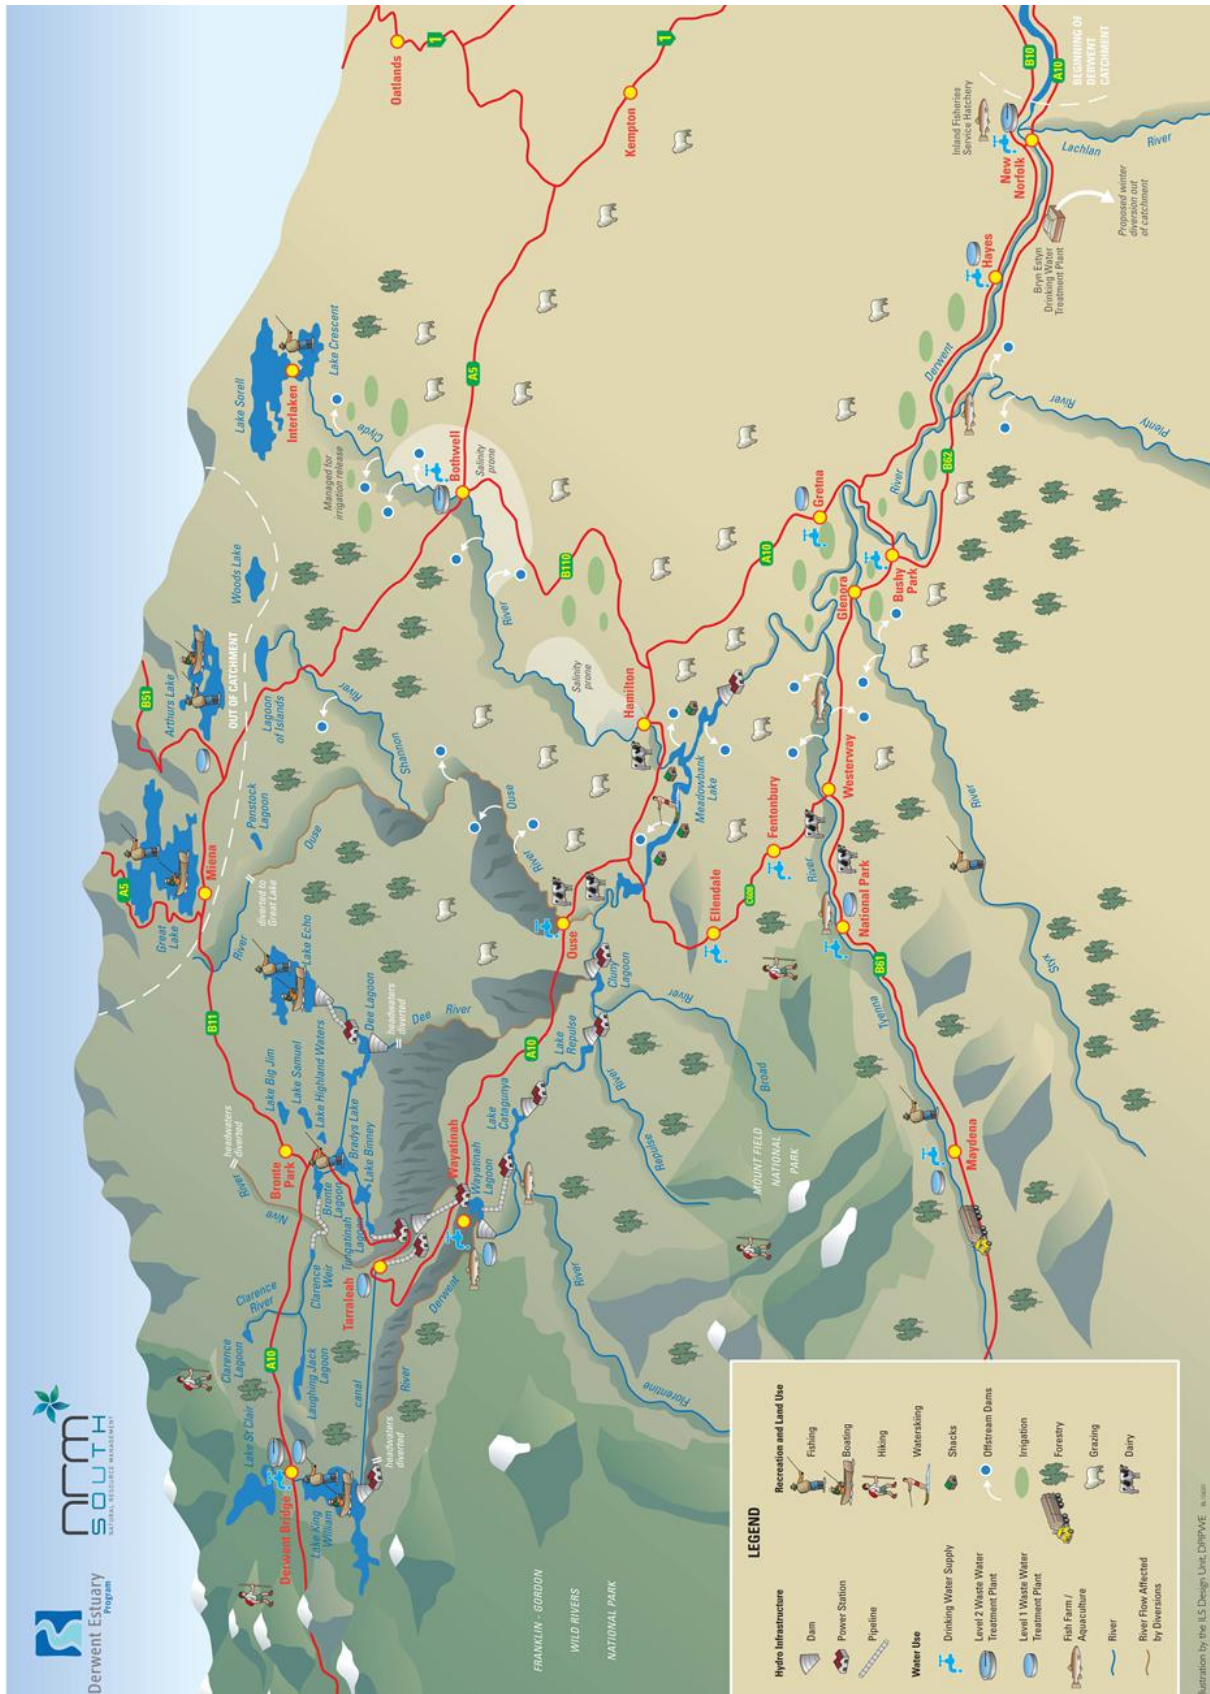 Derwent Estuary
Program
nrm
SOUTH
NATURAL RESOURCE MANAGEMENT
FRANKLIN - GORDON
WILD RIVERS
NATIONAL PARK
Derwent Bridge
Lake St Clair
Lake King
William
headwaters
diverted
A10
Clarence
Lagoon
Clarence
River
Laughing Jack
Lagoon
canal
River
Derwent
Clarence
Weir
Tarraleah
Tungatinah
Lagoon
Bronte
Lagoon
Bronte
Park
Nive
River
headwaters
diverted
Lake Big Jim
Lake Samuel
Lake Highland Waters
Bradys Lake
Lake Binney
B11
Wayatinah
Wayatinah
Lagoon
Lake
Catagunya
Lake
Repulse
Cluny
Lagoon
A10
Florentine
River
Repulse
River
Broad
River
MOUNT FIELD
NATIONAL
PARK
Dee Lagoon
headwaters
diverted
Dee
River
Lake Echo
River
diverted to
Great Lake
Ouse
Great
Lake
Miena
A5
Penstock
Lagoon
B51
Arthurs Lake
OUT OF CATCHMENT
Lagoon
of Islands
Woods Lake
Shannon
River
Ouse
River
Ouse
Lake Sorell
Interlaken
Lake Crescent
Managed for
irrigation release
Clyde
Bothwell
Salinity
prone
River
Salinity
prone
B110
A5
Hamilton
Meadowbank
Lake
Ellendale
C608
Fentonbury
Westerway
National Park
River
B61
Tyenna
Maydena
Styx
River
Glenora
Bushy
Park
Gretna
A10
River
Derwent
B62
Plenty
River
Hayes
Bryn Estyn
Drinking Water
Treatment Plant
Proposed winter
diversion out
of catchment
New
Norfolk
Inland Fisheries
Service Hatchery
Lachlan
River
B10
A10
BEGINNING OF
DERWENT
CATCHMENT
Oatlands
1
Kempton
1
LEGEND
Hydro Infrastructure
Dam
Power Station
Pipeline
Water Use
Drinking Water Supply
Level 2 Waste Water
Treatment Plant
Level 1 Waste Water
Treatment Plant
Fish Farm /
Aquaculture
River
River Flow Affected
by Diversions
Recreation and Land Use
Fishing
Boating
Hiking
Waterskiing
Shacks
Offstream Dams
Irrigation
Forestry
Grazing
Dairy
lustration by the ILS Design Unit, DPIPWE